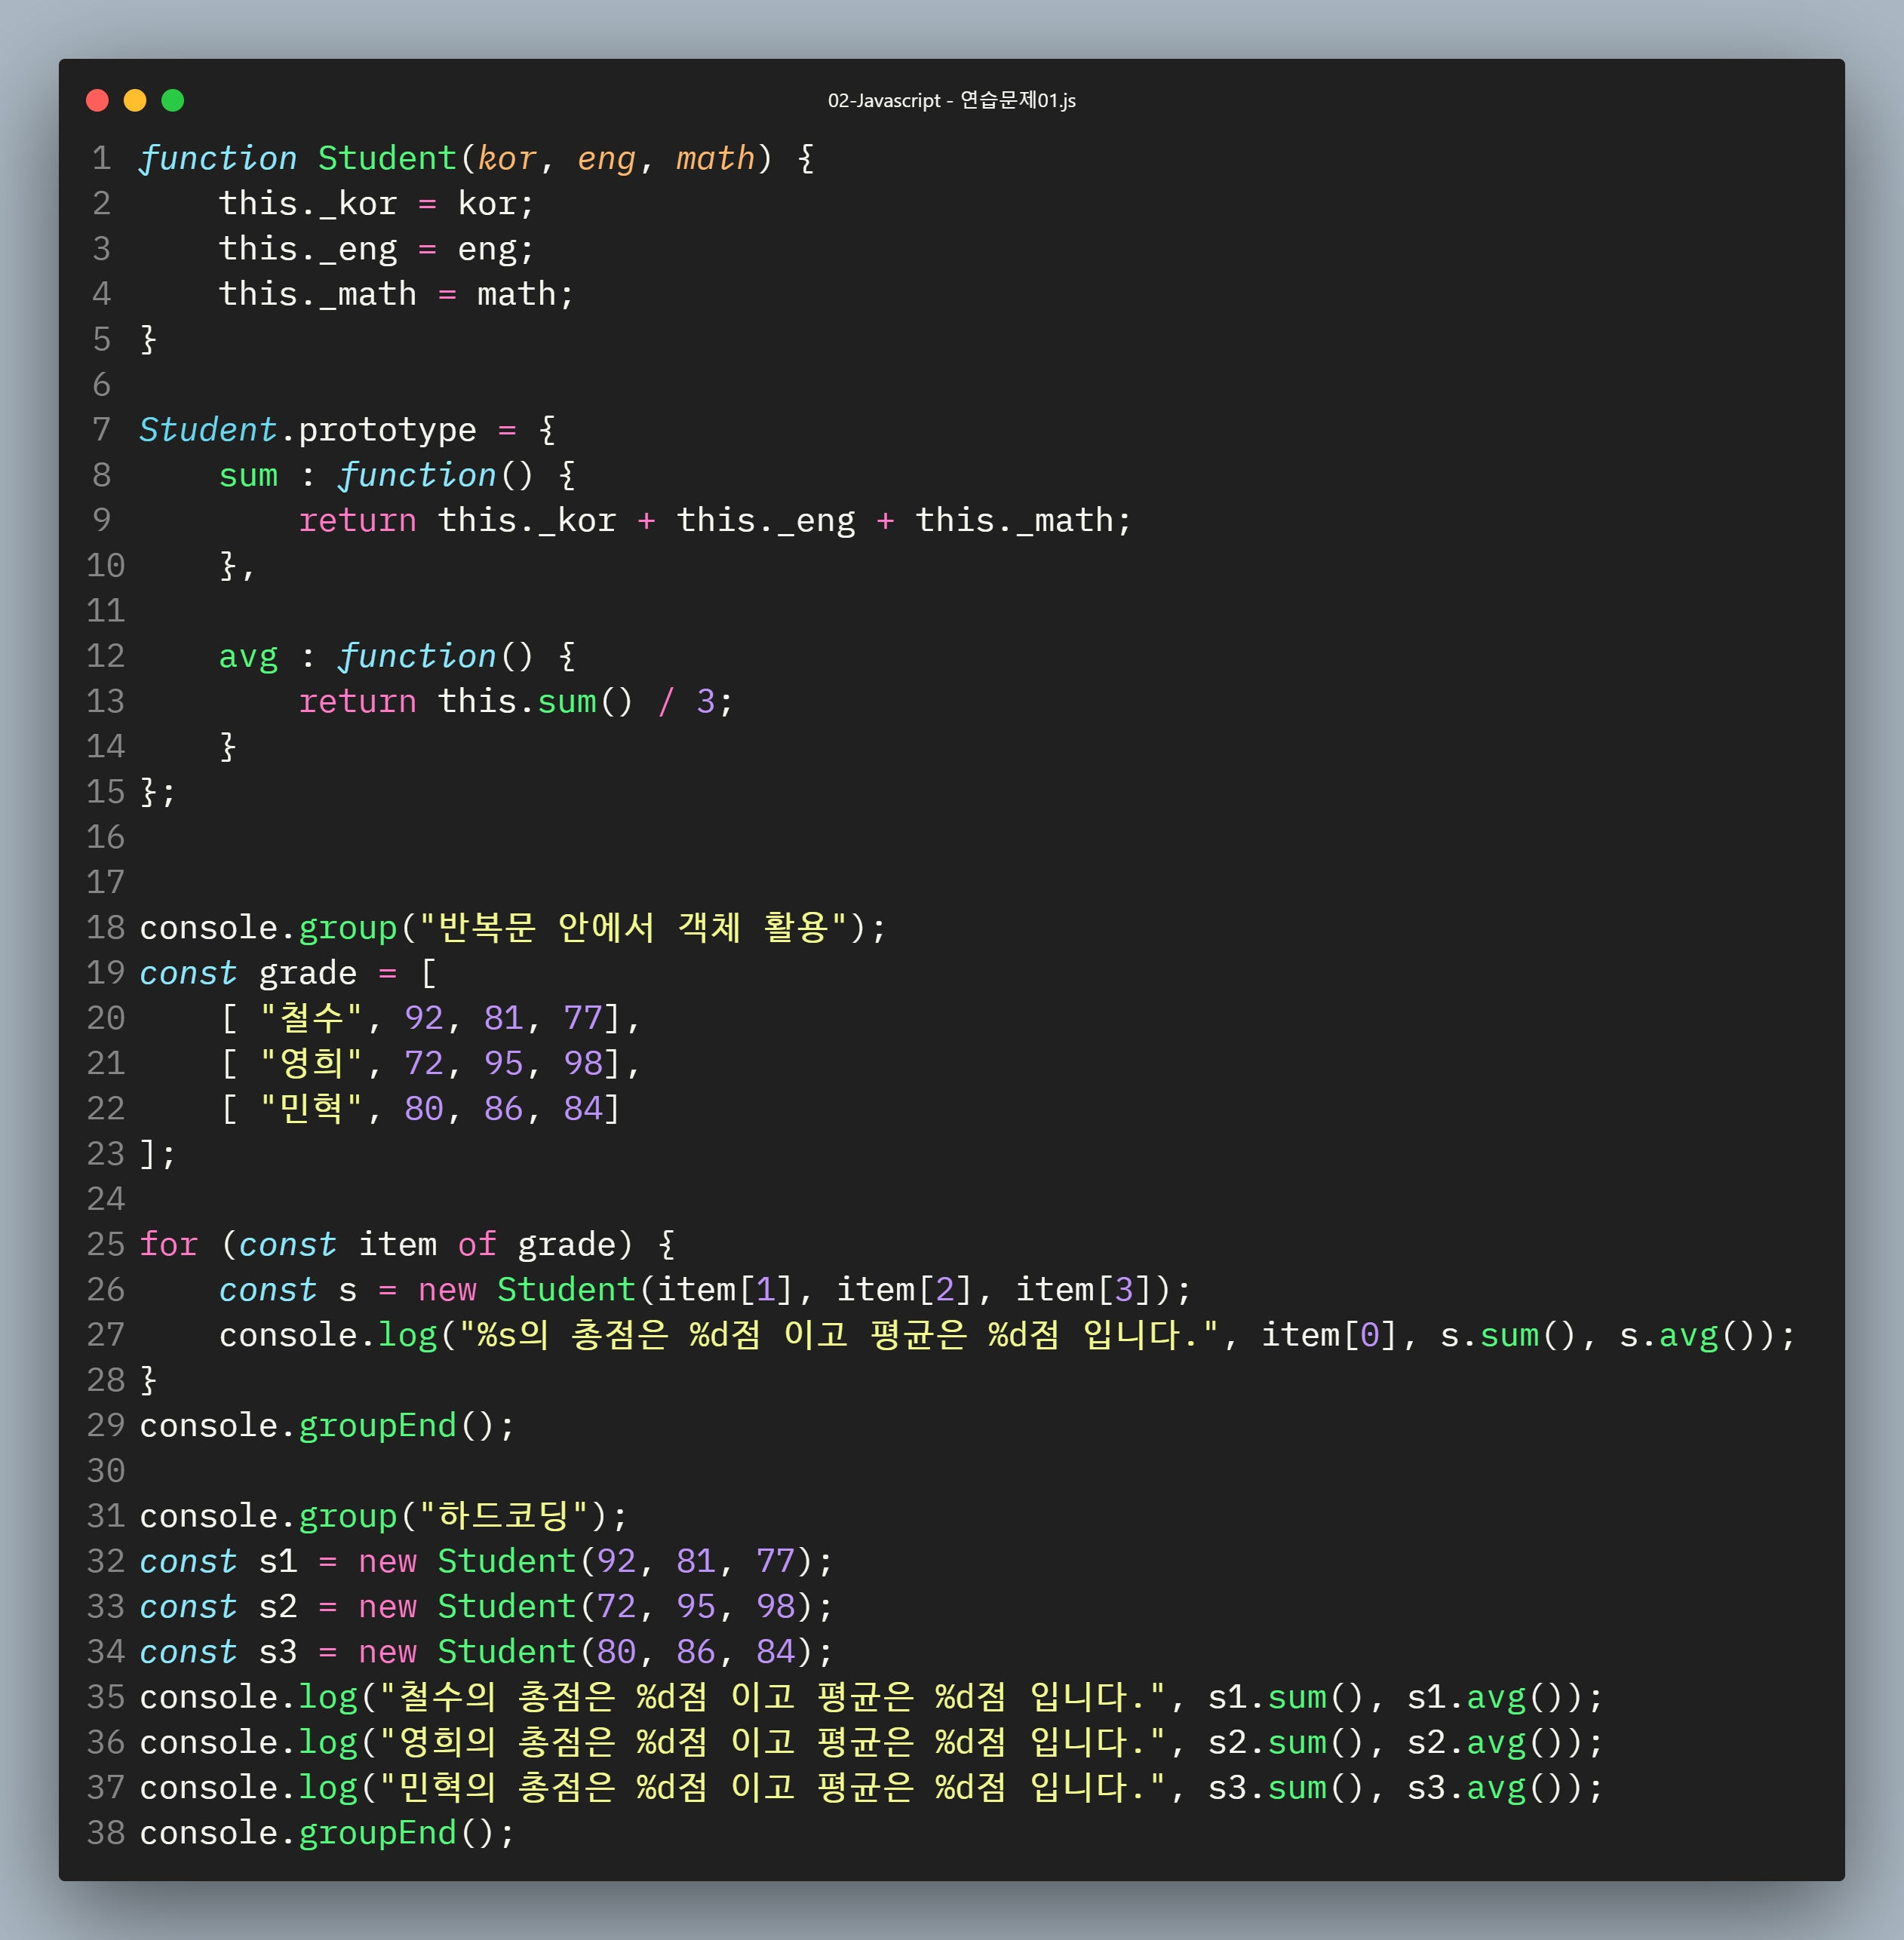 02-Javascript - 연습문제01.js
1 function Student(kor, eng, math) {
2     this._kor = kor;
3     this._eng = eng;
4     this._math = math;
5 }
6
7 Student.prototype = {
8     sum : function() {
9         return this._kor + this._eng + this._math;
10     },
11
12     avg : function() {
13         return this.sum() / 3;
14     }
15 };
16
17
18 console.group("반복문 안에서 객체 활용");
19 const grade = [
20     [ "철수", 92, 81, 77],
21     [ "영희", 72, 95, 98],
22     [ "민혁", 80, 86, 84]
23 ];
24
25 for (const item of grade) {
26     const s = new Student(item[1], item[2], item[3]);
27     console.log("%s의 총점은 %d점 이고 평균은 %d점 입니다.", item[0], s.sum(), s.avg());
28 }
29 console.groupEnd();
30
31 console.group("하드코딩");
32 const s1 = new Student(92, 81, 77);
33 const s2 = new Student(72, 95, 98);
34 const s3 = new Student(80, 86, 84);
35 console.log("철수의 총점은 %d점 이고 평균은 %d점 입니다.", s1.sum(), s1.avg());
36 console.log("영희의 총점은 %d점 이고 평균은 %d점 입니다.", s2.sum(), s2.avg());
37 console.log("민혁의 총점은 %d점 이고 평균은 %d점 입니다.", s3.sum(), s3.avg());
38 console.groupEnd();